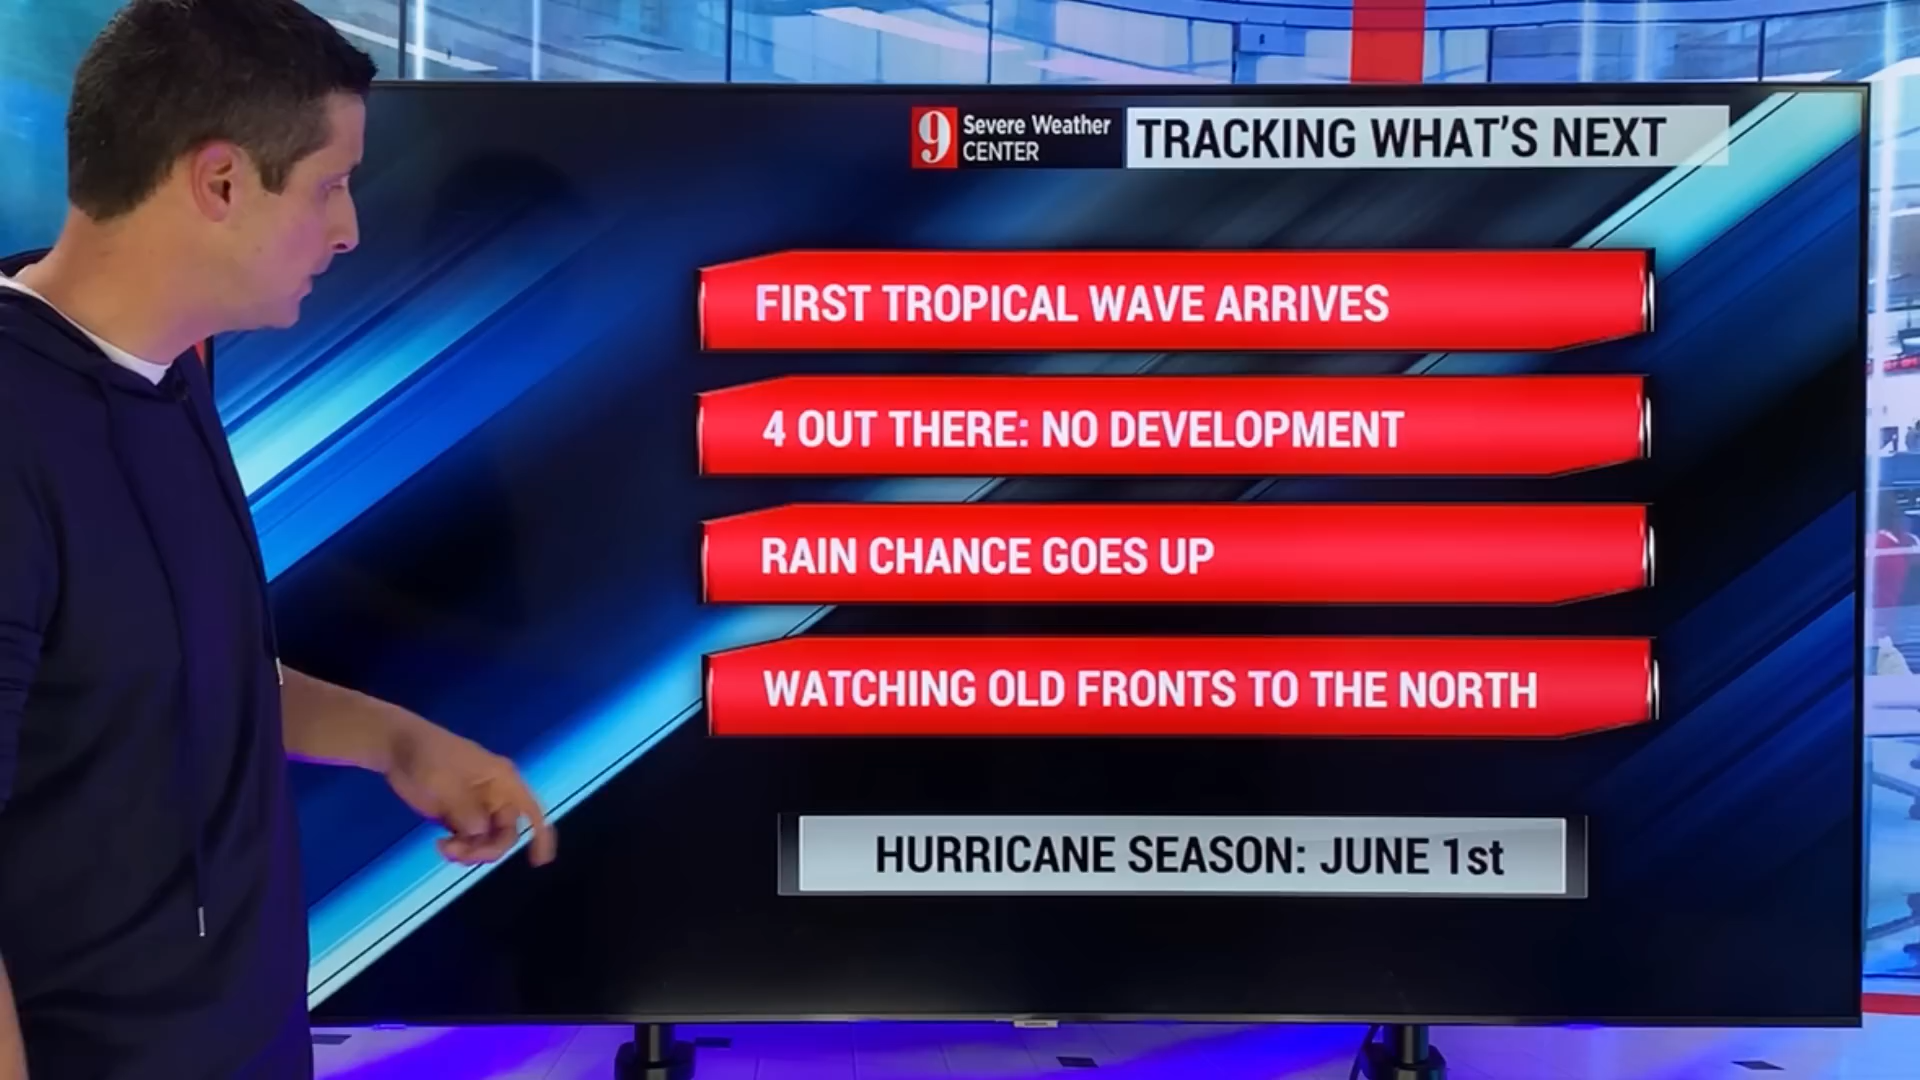 9 Severe Weather
CENTER
TRACKING WHAT'S NEXT
FIRST TROPICAL WAVE ARRIVES
4 OUT THERE: NO DEVELOPMENT
RAIN CHANCE GOES UP
WATCHING OLD FRONTS TO THE NORTH
HURRICANE SEASON: JUNE 1st